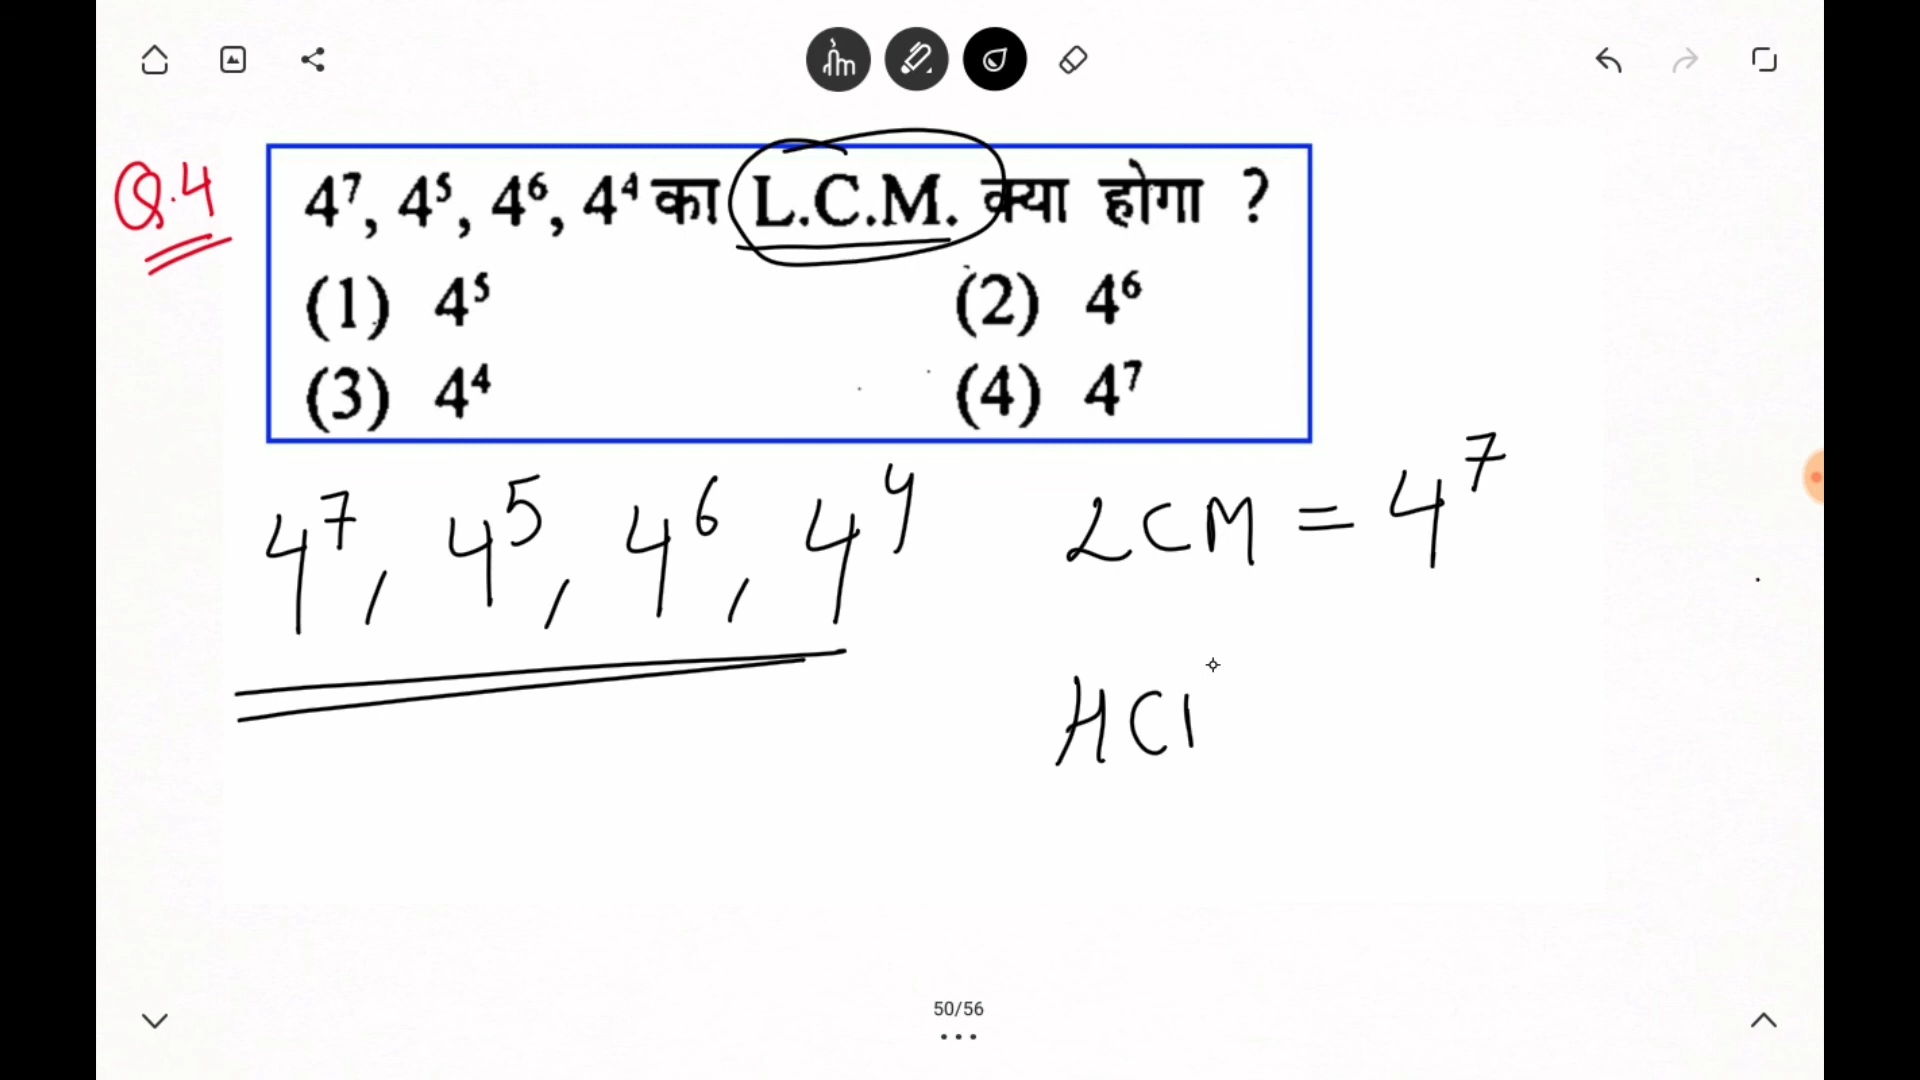 Q.4
4⁷, 4⁵, 4⁶, 4⁴ का L.C.M. क्या होगा ?
(1) 4⁵ (2) 4⁶
(3) 4⁴ (4) 4⁷
4⁷, 4⁵, 4⁶, 4⁴ LCM = 4⁷
HCI
50/56